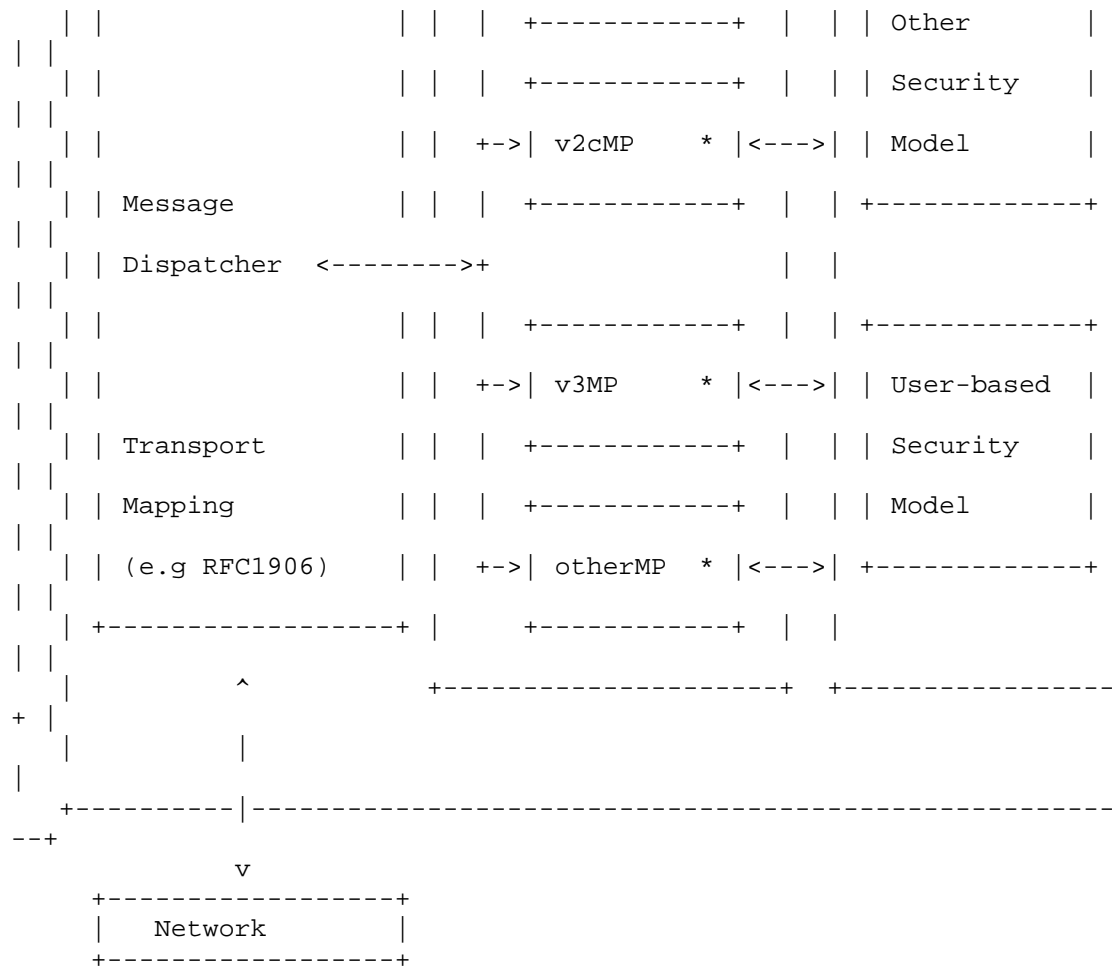 | |                  | |  |  +------------+  |  | | Other       |
| |
| |                  | |  |  +------------+  |  | | Security    |
| |
| |                  | |  +->| v2cMP    * |<--->| | Model       |
| |
| | Message          | |  |  +------------+  |  | +-------------+
| |
| | Dispatcher  <-------->+                  |  |
| |
| |                  | |  |  +------------+  |  | +-------------+
| |
| |                  | |  +->| v3MP     * |<--->| | User-based  |
| |
| | Transport        | |  |  +------------+  |  | | Security    |
| |
| | Mapping          | |  |  +------------+  |  | | Model       |
| |
| | (e.g RFC1906)    | |  +->| otherMP  * |<--->| +-------------+
| |
| +------------------+ |     +------------+  |  |
| |
|          ^           +---------------------+  +----------------
+ |
|          |
|
+----------|-----------------------------------------------------
--+
v
+------------------+
|   Network        |
+------------------+